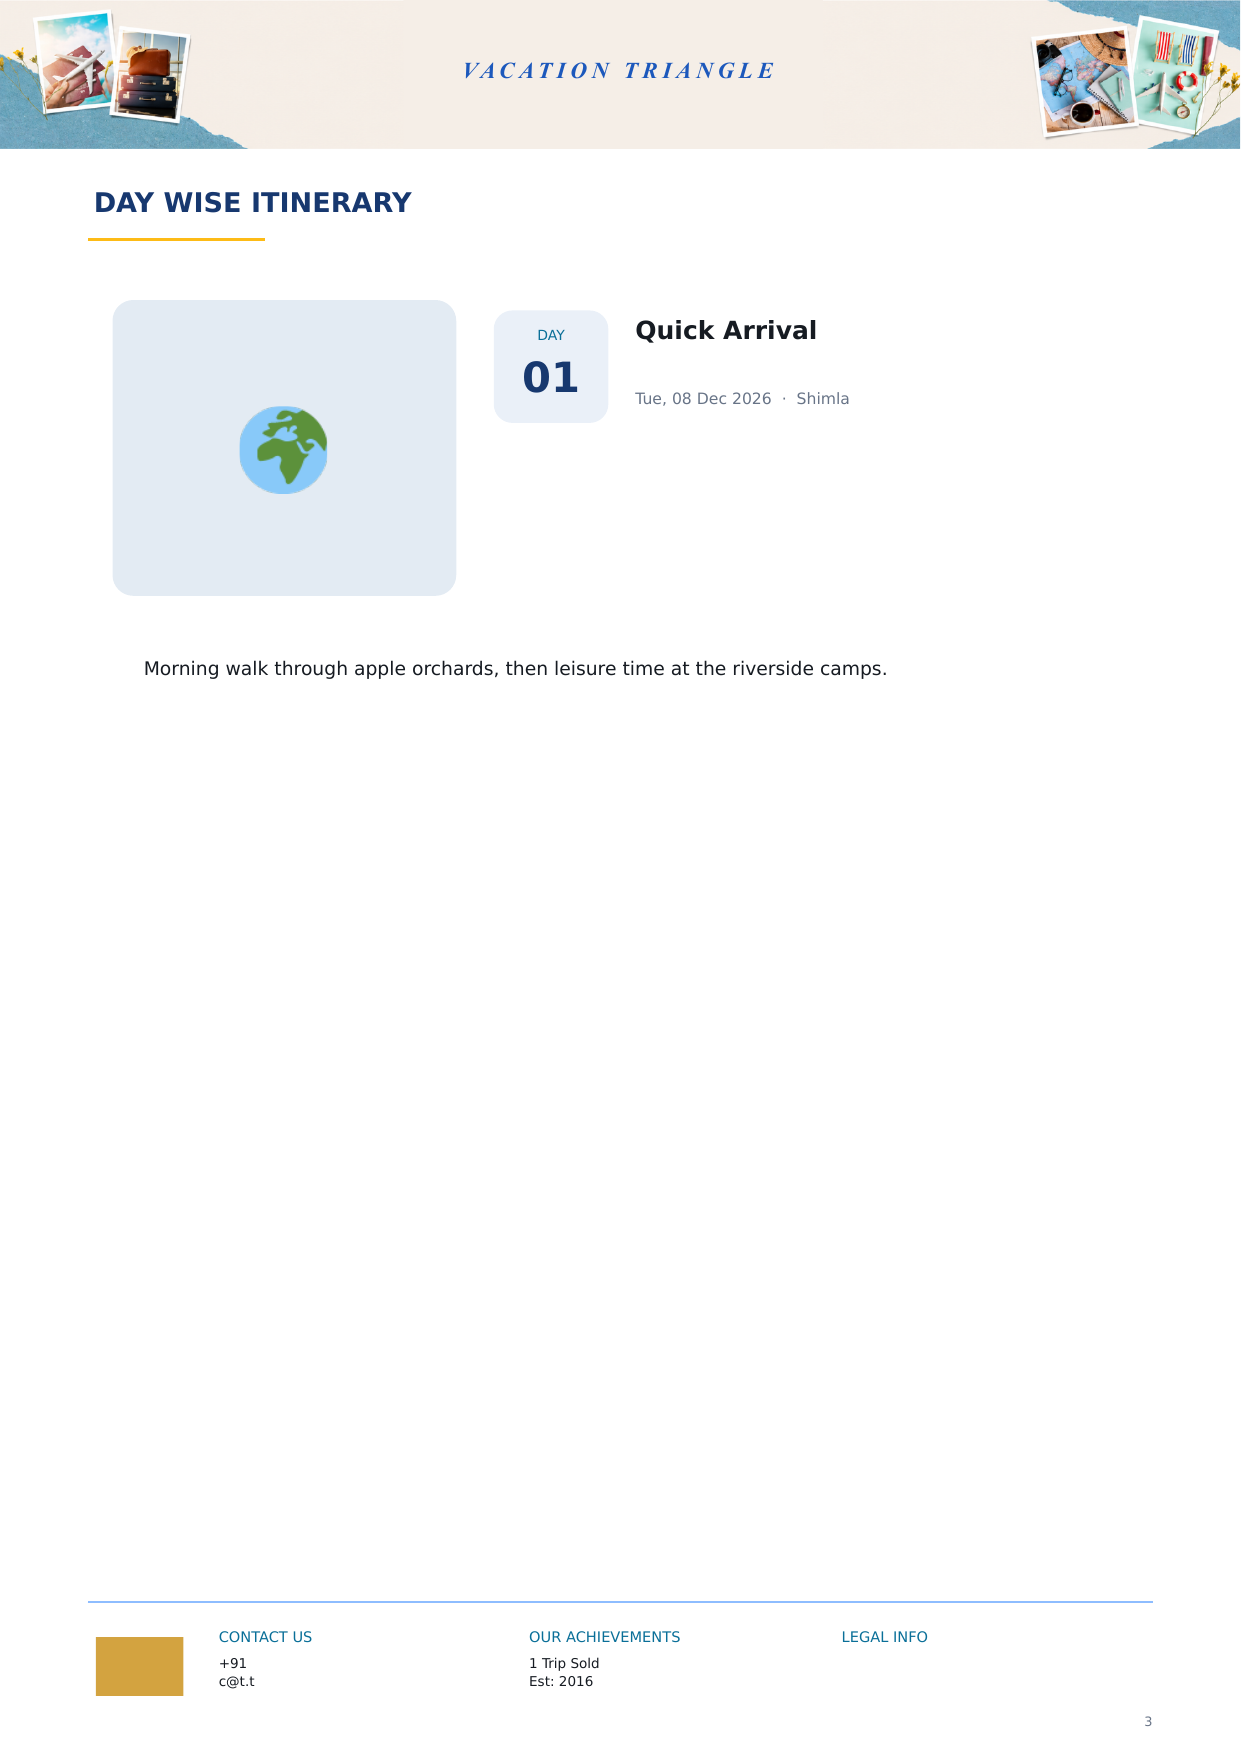 VACATION TRIANGLE
DAY WISE ITINERARY
DAY
01
Quick Arrival
Tue, 08 Dec 2026 · Shimla
Morning walk through apple orchards, then leisure time at the riverside camps.
CONTACT US
+91
c@t.t
OUR ACHIEVEMENTS
1 Trip Sold
Est: 2016
LEGAL INFO
3